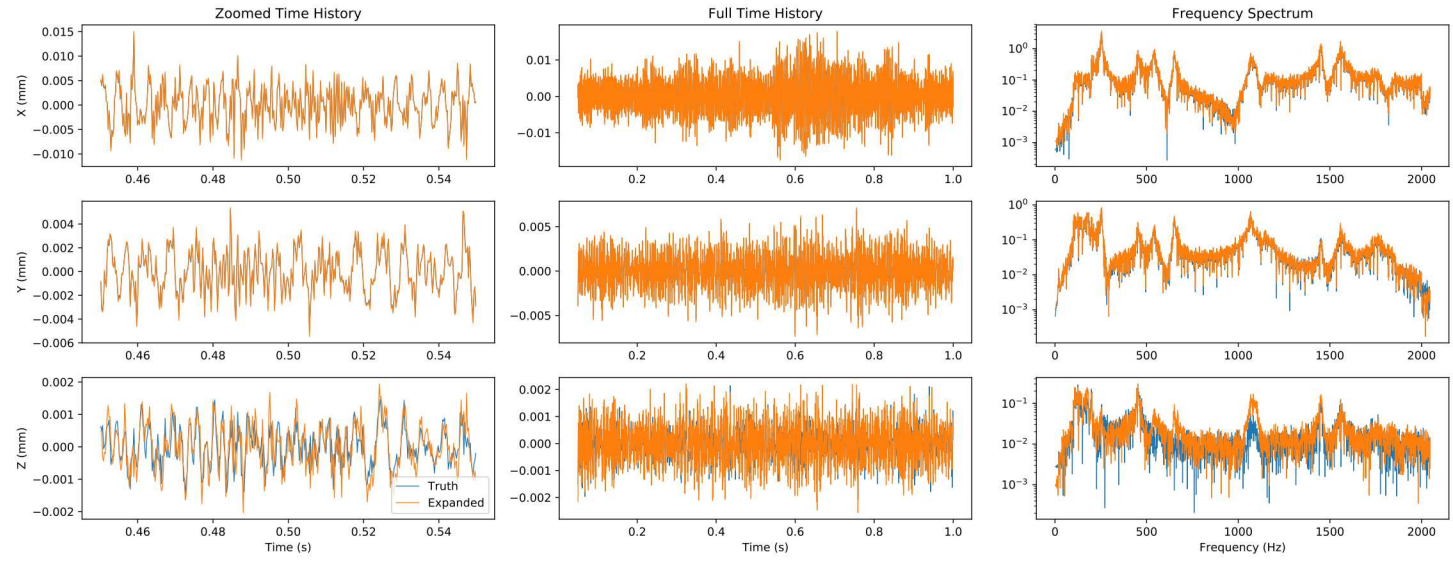 Zoomed Time History
Full Time History
Frequency Spectrum
X (mm)
0.015
0.010
0.005
0.000
−0.005
−0.010
0.46 0.48 0.50 0.52 0.54
0.01
0.00
−0.01
0.2 0.4 0.6 0.8 1.0
10⁰
10⁻¹
10⁻²
10⁻³
0 500 1000 1500 2000
Y (mm)
0.004
0.002
0.000
−0.002
−0.004
−0.006
0.46 0.48 0.50 0.52 0.54
0.005
0.000
−0.005
0.2 0.4 0.6 0.8 1.0
10⁰
10⁻¹
10⁻²
10⁻³
0 500 1000 1500 2000
Z (mm)
0.002
0.001
0.000
−0.001
−0.002
Truth
Expanded
0.46 0.48 0.50 0.52 0.54
Time (s)
0.002
0.001
0.000
−0.001
−0.002
0.2 0.4 0.6 0.8 1.0
Time (s)
10⁻¹
10⁻²
10⁻³
0 500 1000 1500 2000
Frequency (Hz)